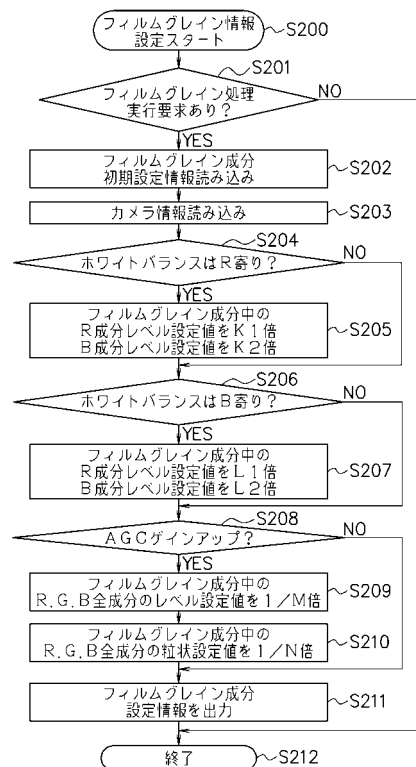 フィルムグレイン情報
設定スタート
S200
S201
フィルムグレイン処理
実行要求あり？
NO
YES
フィルムグレイン成分
初期設定情報読み込み
S202
カメラ情報読み込み
S203
S204
ホワイトバランスはR寄り？
NO
YES
フィルムグレイン成分中の
R成分レベル設定値をK1倍
B成分レベル設定値をK2倍
S205
S206
ホワイトバランスはB寄り？
NO
YES
フィルムグレイン成分中の
R成分レベル設定値をL1倍
B成分レベル設定値をL2倍
S207
S208
AGCゲインアップ？
NO
YES
フィルムグレイン成分中の
R.G.B全成分のレベル設定値を1／M倍
S209
フィルムグレイン成分中の
R.G.B全成分の粒状設定値を1／N倍
S210
フィルムグレイン成分
設定情報を出力
S211
終了
S212